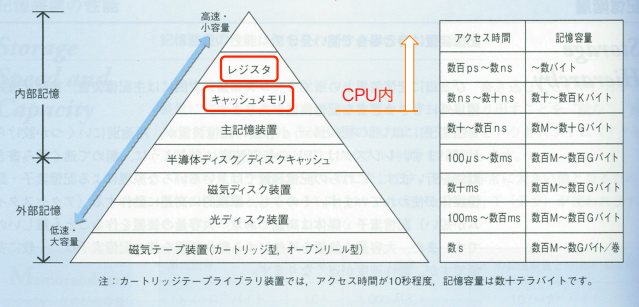 高速・
小容量
アクセス時間 記憶容量
レジスタ 数百ps～数ns ～数バイト
CPU内
内部記憶
キャッシュメモリ 数ns～十ns 数十～数百Kバイト
主記憶装置 数十～数百ns 数M～数十Gバイト
半導体ディスク／ディスクキャッシュ 100μs～数ms 数百M～数百Gバイト
磁気ディスク装置 数十ms 数百M～数百Gバイト
外部記憶
光ディスク装置 100ms～数百ms 数百M～数百Gバイト
低速・
大容量
磁気テープ装置(カートリッジ型，オープンリール型) 数s 数百M～数Gバイト／巻
注：カートリッジテープライブラリ装置では，アクセス時間が10秒程度，記憶容量は数十テラバイトです。